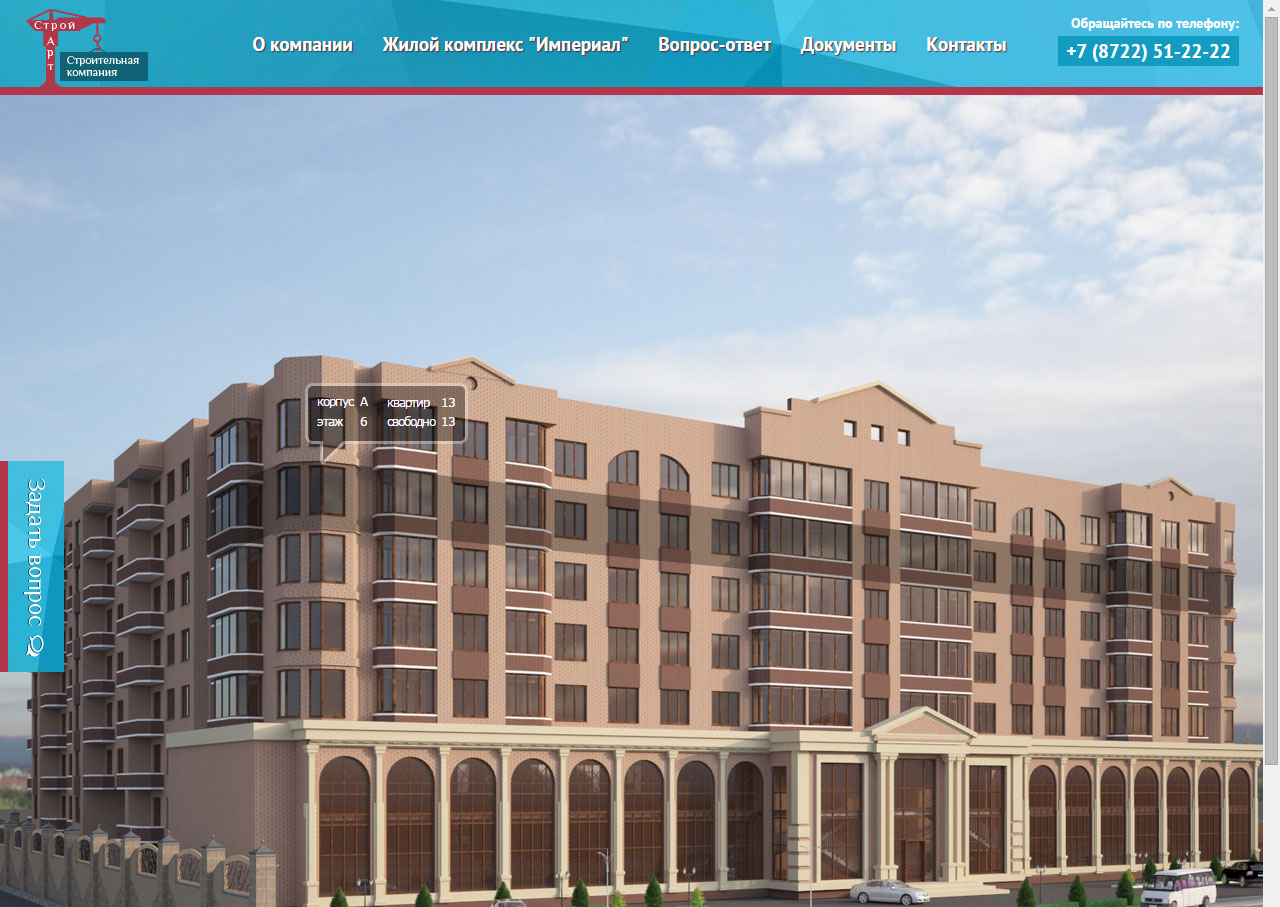 Строй
Арт
Строительная
компания
О компании
Жилой комплекс "Империал"
Вопрос-ответ
Документы
Контакты
Обращайтесь по телефону:
+7 (8722) 51-22-22
корпус А квартир 13
этаж 6 свободно 13
Задать вопрос